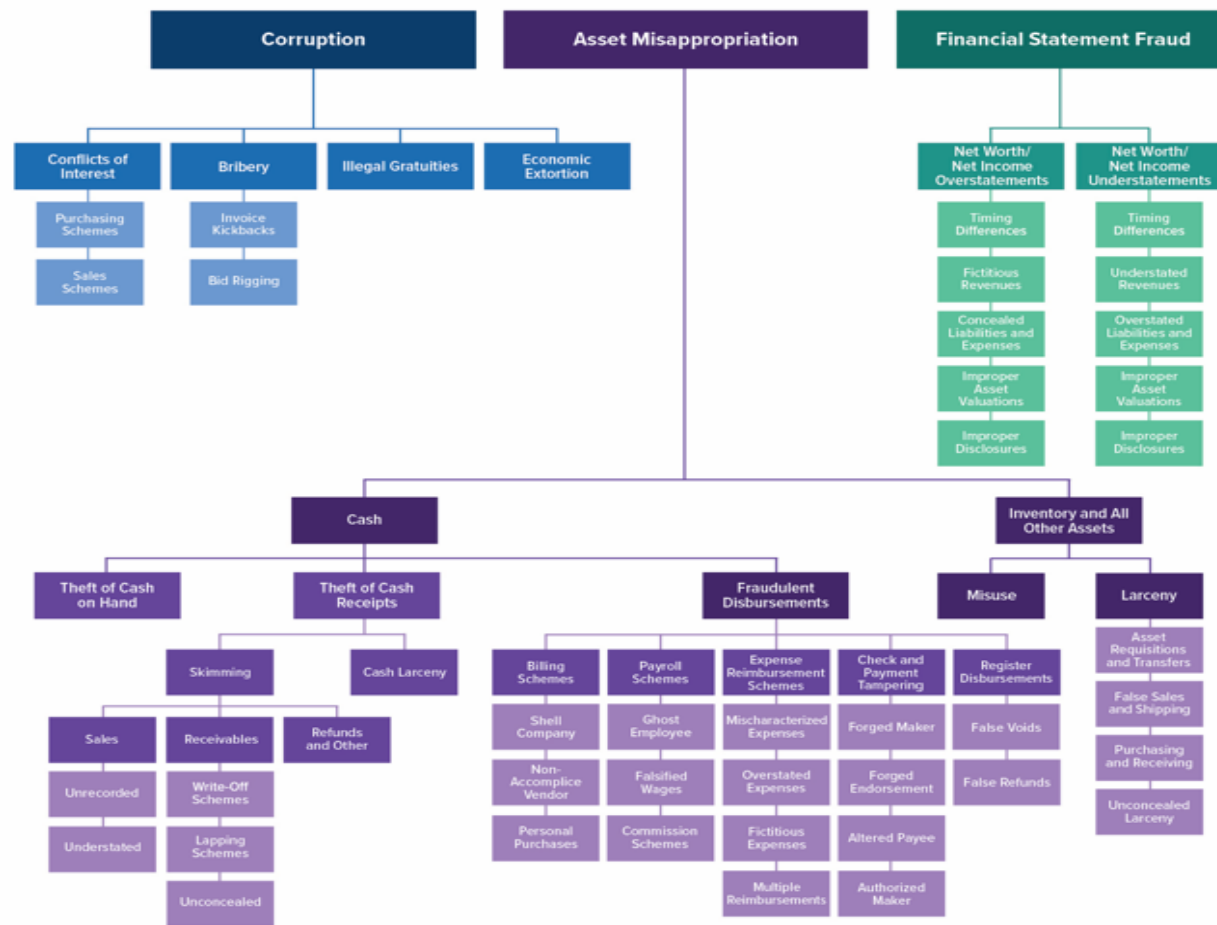 Corruption
Asset Misappropriation
Financial Statement Fraud
Conflicts of
Interest
Bribery
Illegal Gratuities
Economic
Extortion
Net Worth/
Net Income
Overstatements
Net Worth/
Net Income
Understatements
Purchasing
Schemes
Sales
Schemes
Invoice
Kickbacks
Bid Rigging
Timing
Differences
Fictitious
Revenues
Concealed
Liabilities and
Expenses
Improper
Asset
Valuations
Improper
Disclosures
Timing
Differences
Understated
Revenues
Overstated
Liabilities and
Expenses
Improper
Asset
Valuations
Improper
Disclosures
Cash
Inventory and All
Other Assets
Theft of Cash
on Hand
Theft of Cash
Receipts
Fraudulent
Disbursements
Misuse
Larceny
Skimming
Cash Larceny
Sales
Receivables
Refunds
and Other
Unrecorded
Understated
Write-Off
Schemes
Lapping
Schemes
Unconcealed
Billing
Schemes
Shell
Company
Non-
Accomplice
Vendor
Personal
Purchases
Payroll
Schemes
Ghost
Employee
Falsified
Wages
Commission
Schemes
Expense
Reimbursement
Schemes
Mischaracterized
Expenses
Overstated
Expenses
Fictitious
Expenses
Multiple
Reimbursements
Check and
Payment
Tampering
Forged Maker
Forged
Endorsement
Altered Payee
Authorized
Maker
Register
Disbursements
False Voids
False Refunds
Asset
Requisitions
and Transfers
False Sales
and Shipping
Purchasing
and Receiving
Unconcealed
Larceny